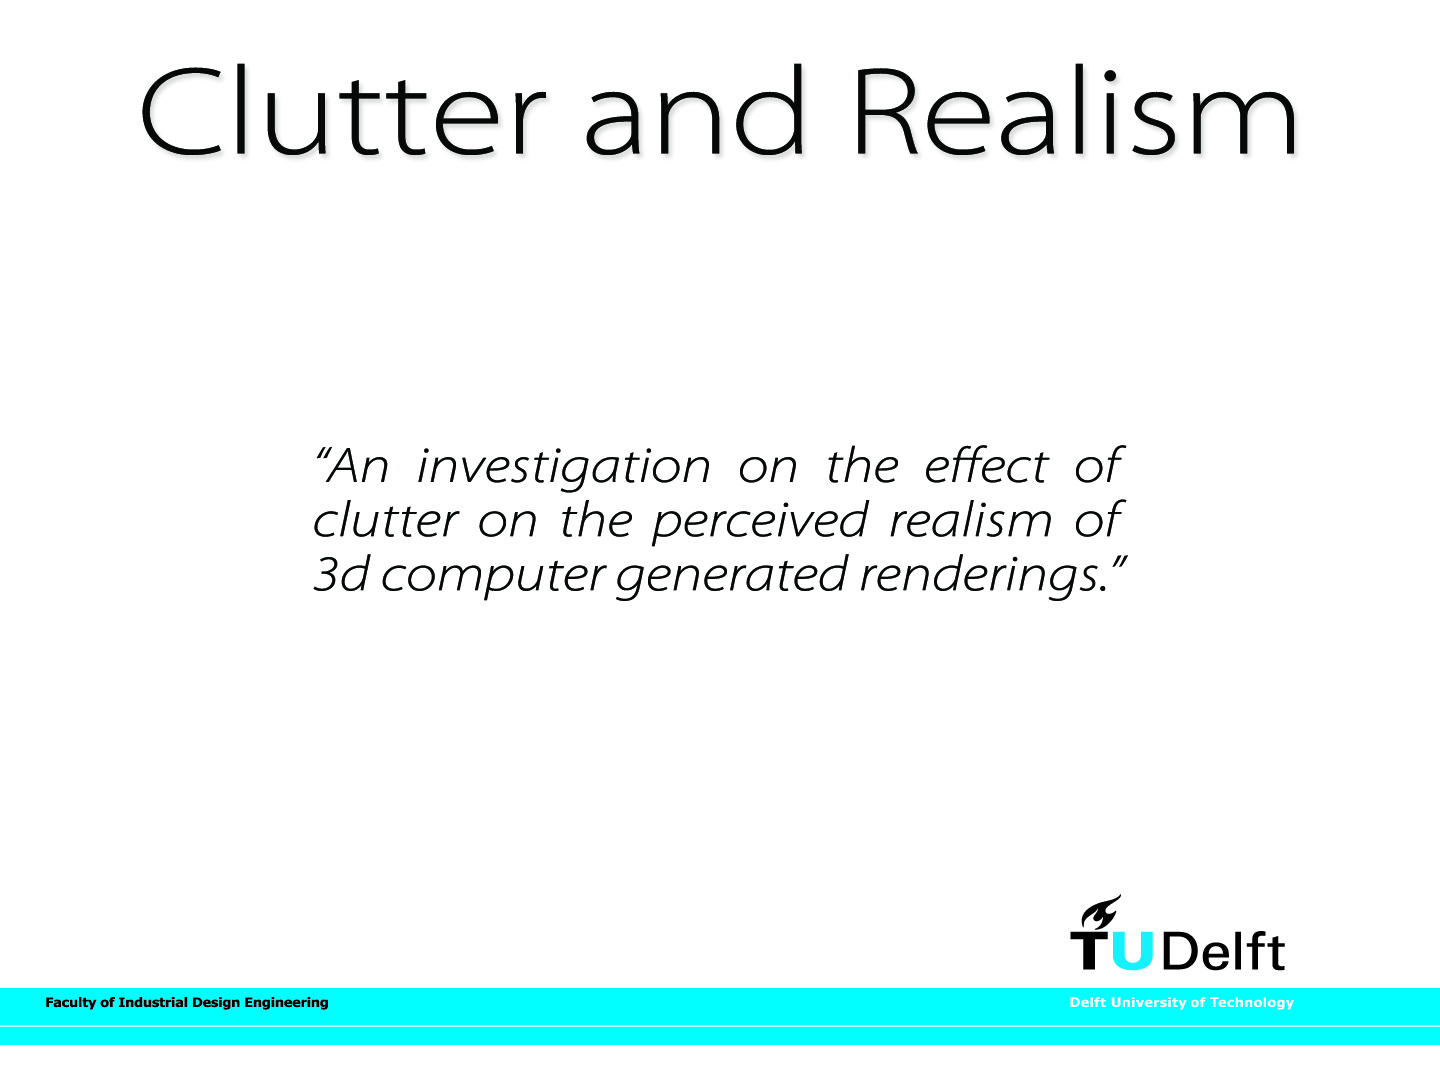 Clutter and Realism
“An investigation on the effect of
clutter on the perceived realism of
3d computer generated renderings.”
TUDelft
Faculty of Industrial Design Engineering
Delft University of Technology